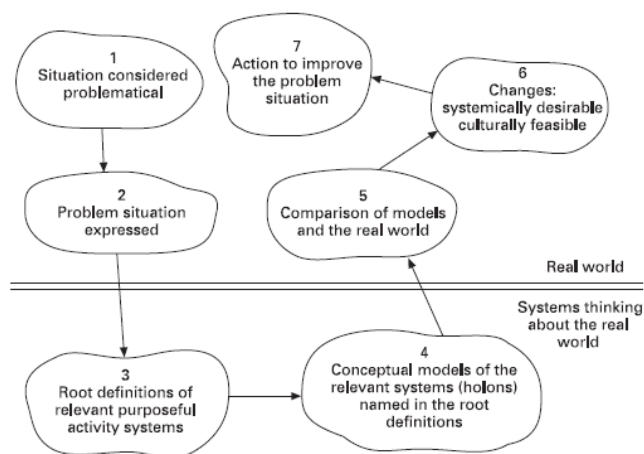 1
Situation considered
problematical
2
Problem situation
expressed
3
Root definitions of
relevant purposeful
activity systems
4
Conceptual models of the
relevant systems (holons)
named in the root
definitions
5
Comparison of models
and the real world
6
Changes:
systemically desirable
culturally feasible
7
Action to improve
the problem
situation
Real world
Systems thinking
about the real
world